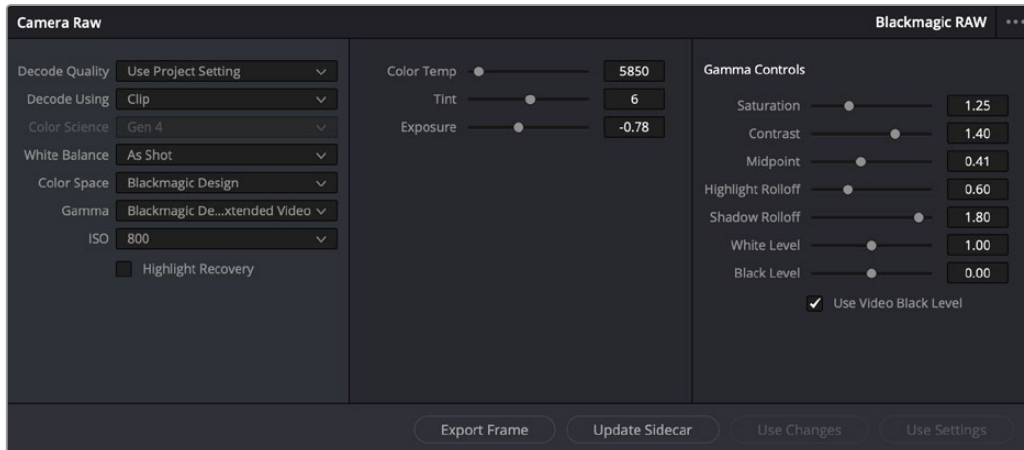 Camera Raw
Blackmagic RAW
Decode Quality Use Project Setting
Decode Using Clip
Color Science Gen 4
White Balance As Shot
Color Space Blackmagic Design
Gamma Blackmagic De...xtended Video
ISO 800
Highlight Recovery
Color Temp 5850
Tint 6
Exposure -0.78
Gamma Controls
Saturation 1.25
Contrast 1.40
Midpoint 0.41
Highlight Rolloff 0.60
Shadow Rolloff 1.80
White Level 1.00
Black Level 0.00
Use Video Black Level
Export Frame Update Sidecar Use Changes Use Settings